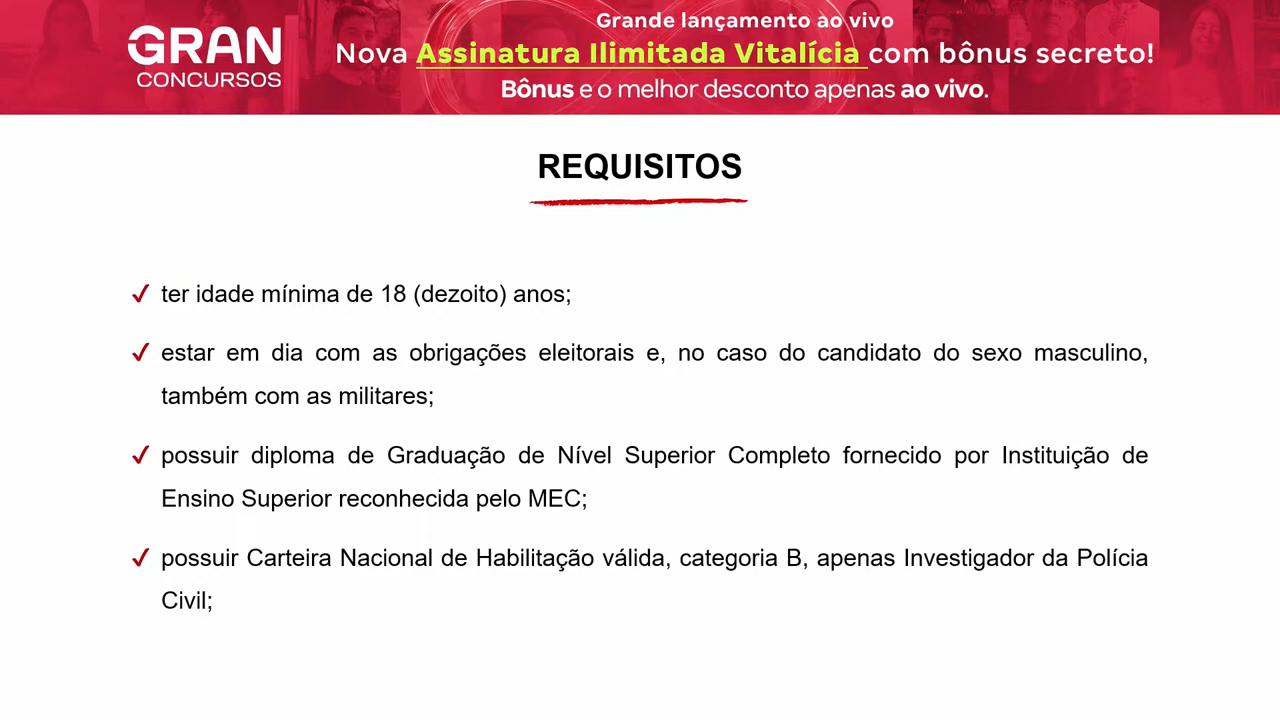 GRAN
CONCURSOS
Grande lançamento ao vivo
Nova Assinatura Ilimitada Vitalícia com bônus secreto!
Bônus e o melhor desconto apenas ao vivo.
REQUISITOS
✓ ter idade mínima de 18 (dezoito) anos;
✓ estar em dia com as obrigações eleitorais e, no caso do candidato do sexo masculino,
também com as militares;
✓ possuir diploma de Graduação de Nível Superior Completo fornecido por Instituição de
Ensino Superior reconhecida pelo MEC;
✓ possuir Carteira Nacional de Habilitação válida, categoria B, apenas Investigador da Polícia
Civil;